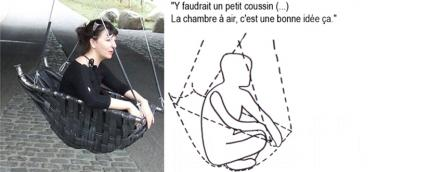 "Y faudrait un petit coussin (...)
La chambre à air, c'est une bonne idée ça."